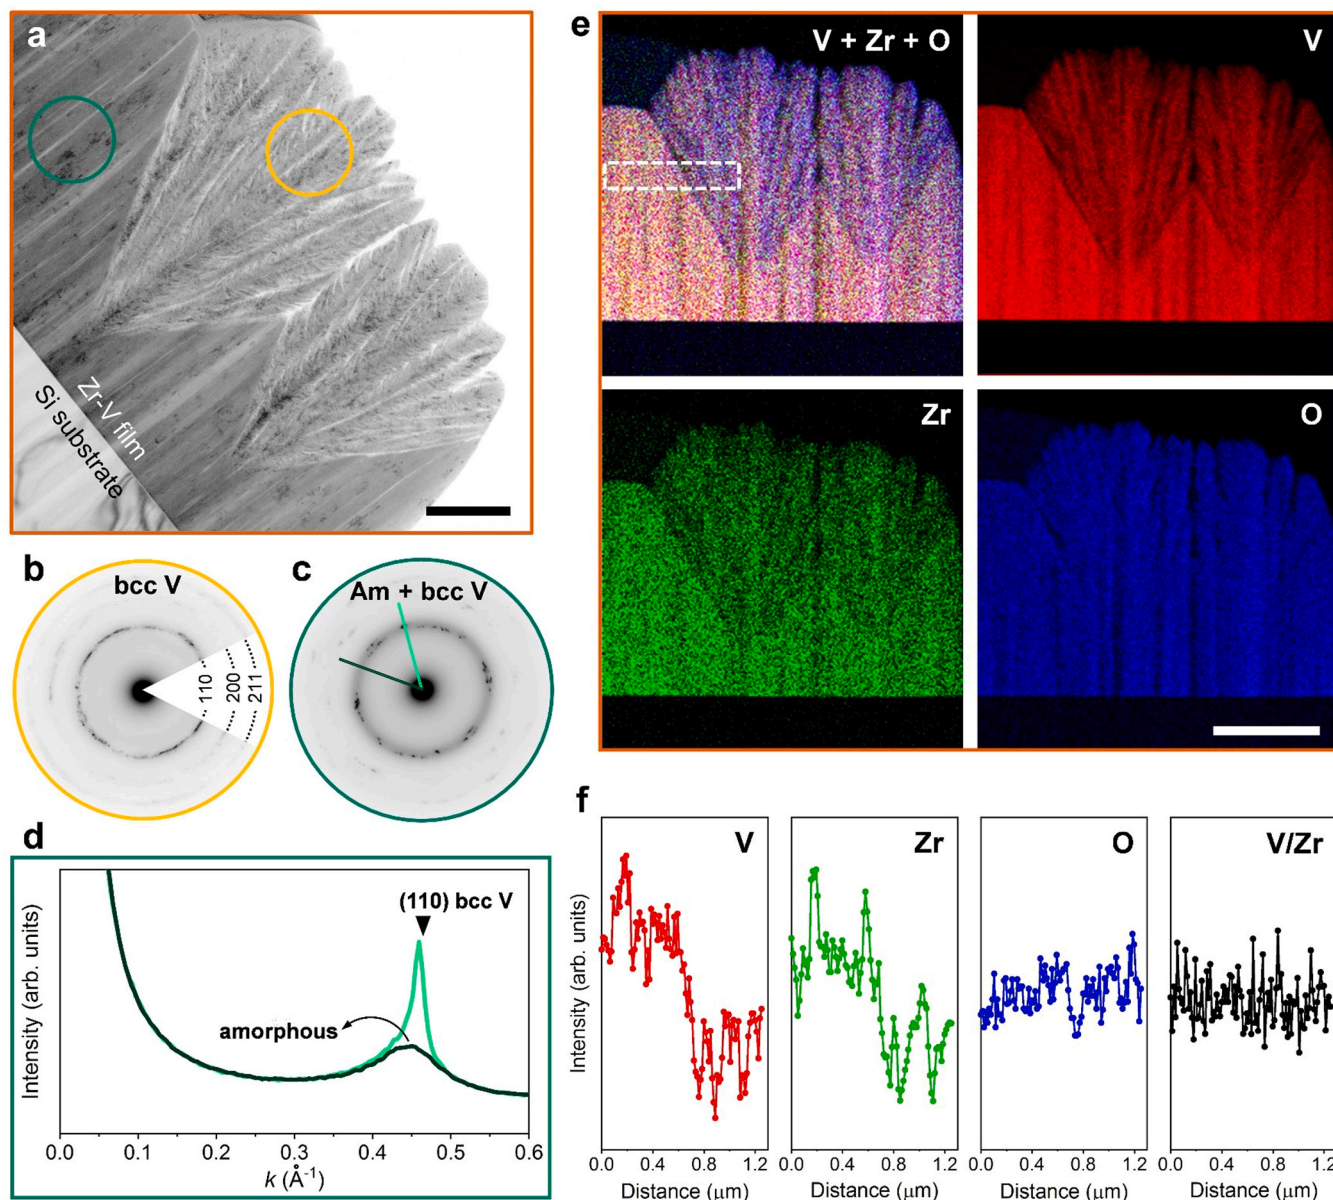 a
Zr-V film
Si substrate
b
bcc V
110
200
211
c
Am + bcc V
d
Intensity (arb. units)
(110) bcc V
amorphous
0.0 0.1 0.2 0.3 0.4 0.5 0.6
k (Å⁻¹)
e
V + Zr + O
V
Zr
O
f
Intensity (arb. units)
V
Zr
O
V/Zr
0.0 0.4 0.8 1.2
0.0 0.4 0.8 1.2
0.0 0.4 0.8 1.2
0.0 0.4 0.8 1.2
Distance (μm)
Distance (μm)
Distance (μm)
Distance (μm)